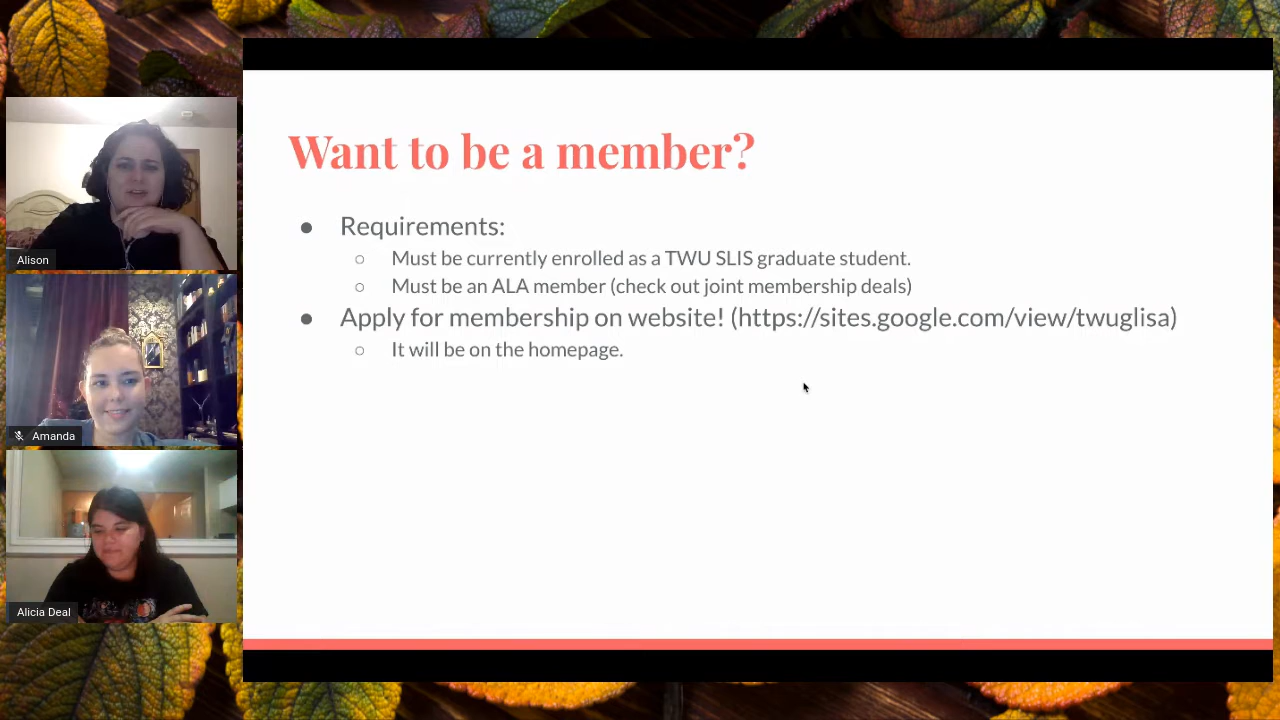 Want to be a member?
● Requirements:
○ Must be currently enrolled as a TWU SLIS graduate student.
○ Must be an ALA member (check out joint membership deals)
● Apply for membership on website! (https://sites.google.com/view/twuglisa)
○ It will be on the homepage.
Alison
Amanda
Alicia Deal